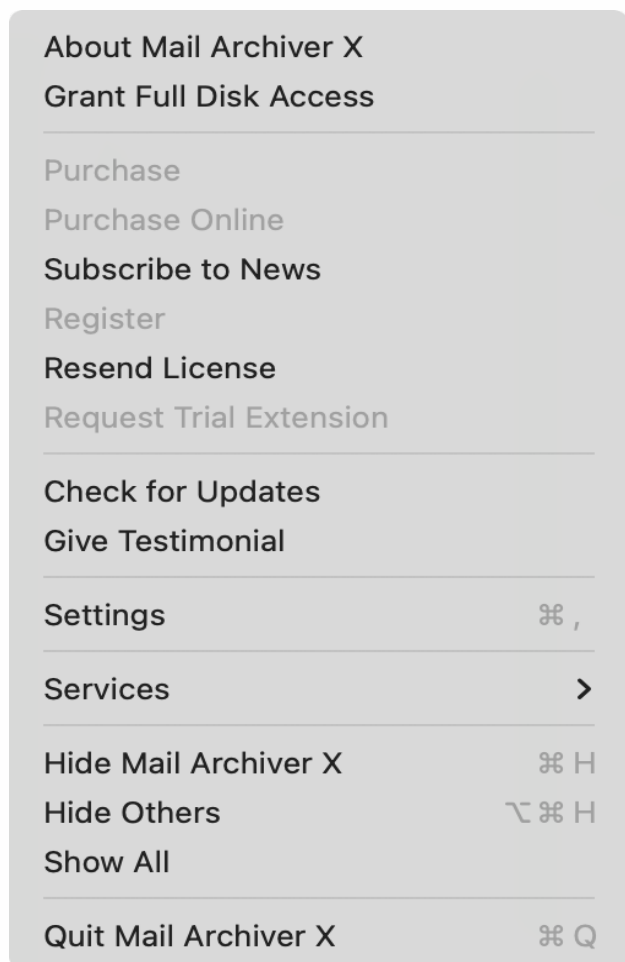 About Mail Archiver X
Grant Full Disk Access
Purchase
Purchase Online
Subscribe to News
Register
Resend License
Request Trial Extension
Check for Updates
Give Testimonial
Settings ⌘ ,
Services
Hide Mail Archiver X ⌘ H
Hide Others ⌥ ⌘ H
Show All
Quit Mail Archiver X ⌘ Q